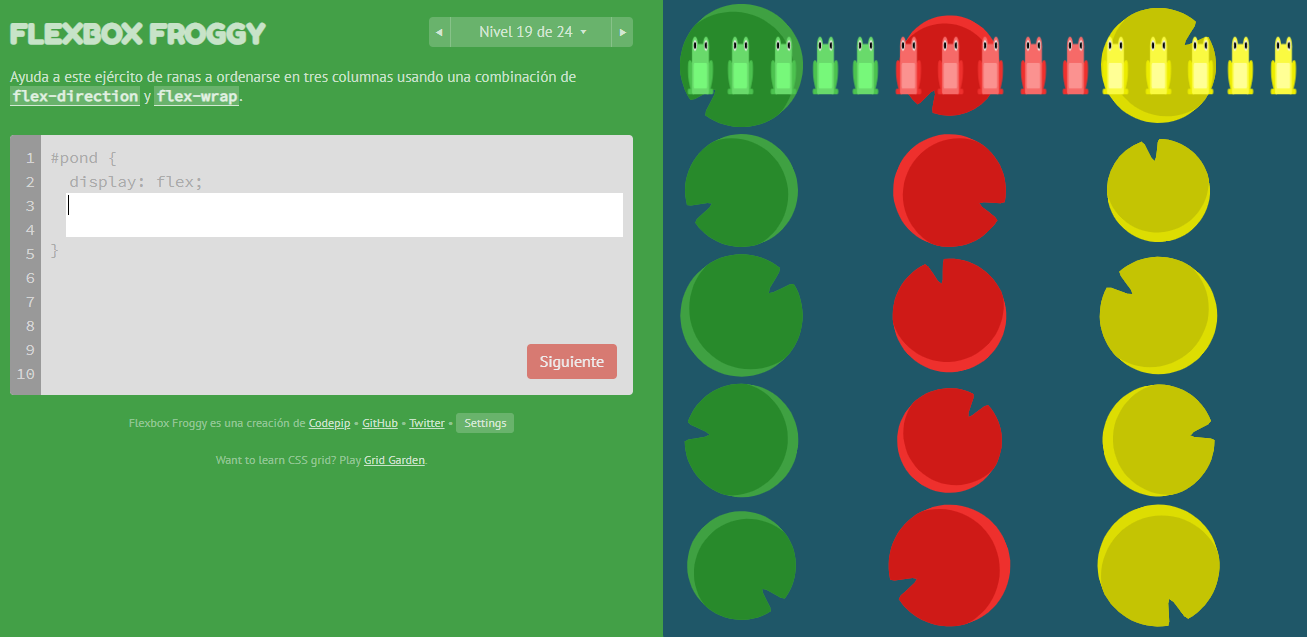 FLEXBOX FROGGY
◀ Nivel 19 de 24 ▾ ▶
Ayuda a este ejército de ranas a ordenarse en tres columnas usando una combinación de
flex-direction y flex-wrap.
1 #pond {
2 display: flex;
3
4
5 }
6
7
8
9
10
Siguiente
Flexbox Froggy es una creación de Codepip • GitHub • Twitter • Settings
Want to learn CSS grid? Play Grid Garden.